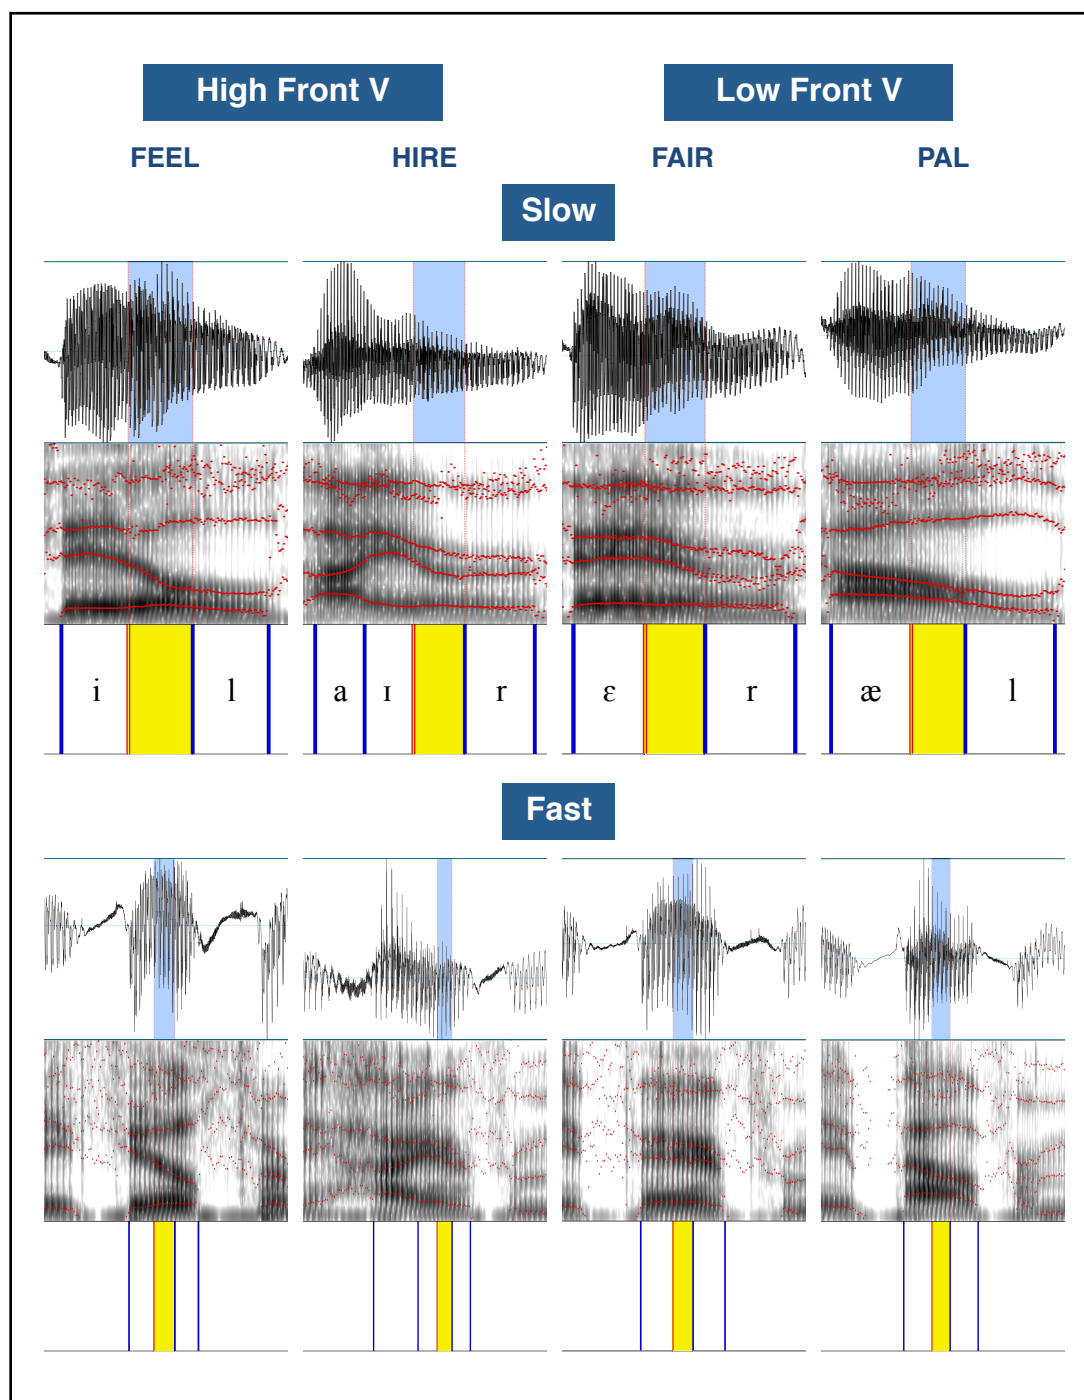 High Front V
Low Front V
FEEL HIRE FAIR PAL
Slow
i l a ɪ r ɛ r æ l
Fast